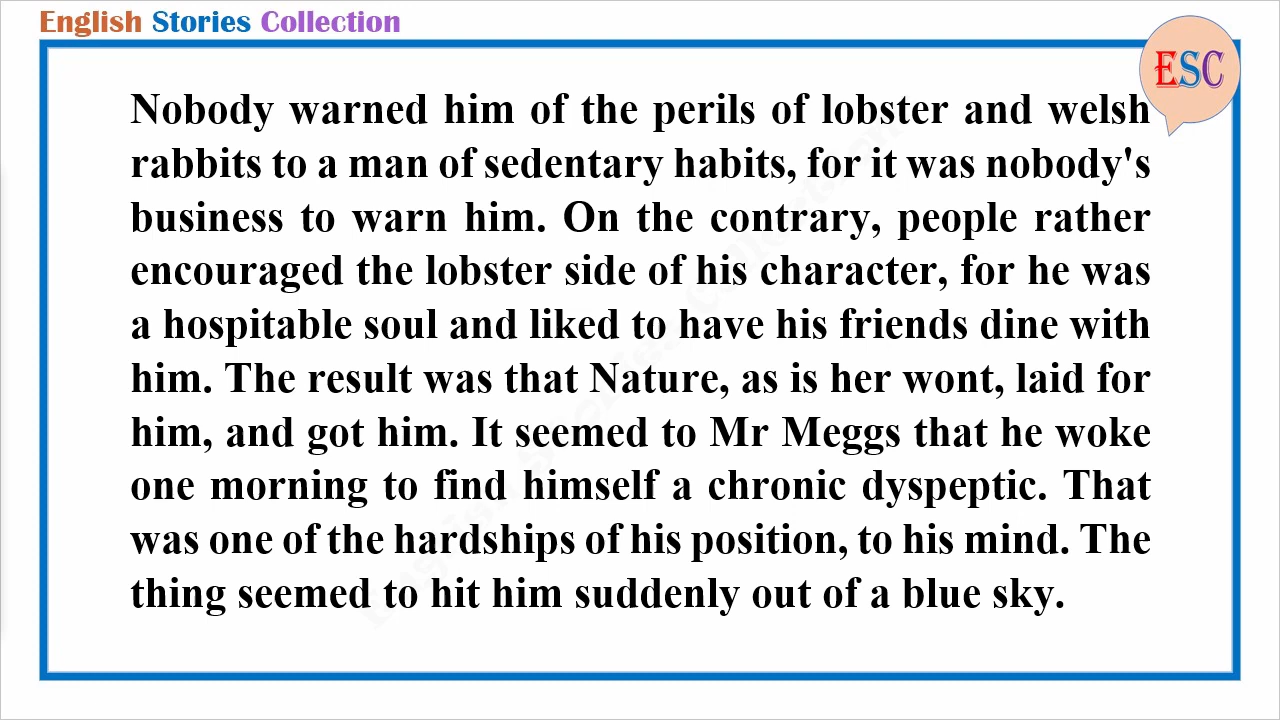 English Stories Collection
ESC
Nobody warned him of the perils of lobster and welsh
rabbits to a man of sedentary habits, for it was nobody's
business to warn him. On the contrary, people rather
encouraged the lobster side of his character, for he was
a hospitable soul and liked to have his friends dine with
him. The result was that Nature, as is her wont, laid for
him, and got him. It seemed to Mr Meggs that he woke
one morning to find himself a chronic dyspeptic. That
was one of the hardships of his position, to his mind. The
thing seemed to hit him suddenly out of a blue sky.